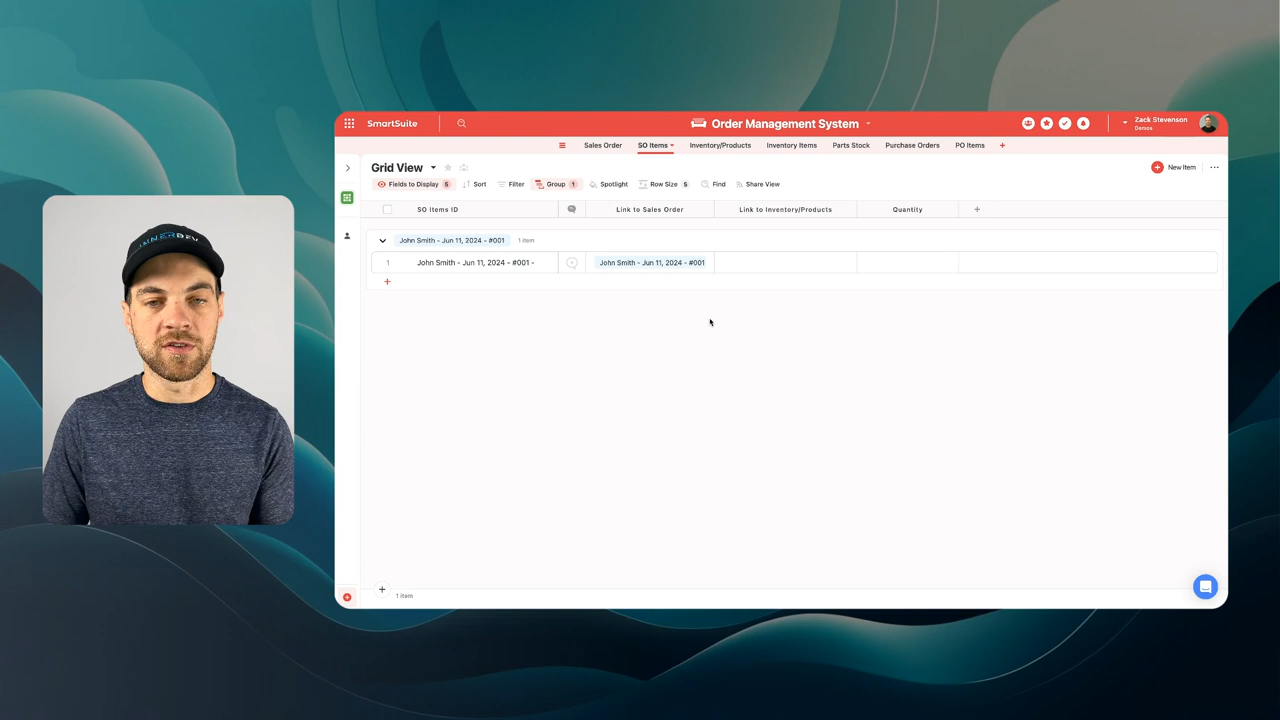 SmartSuite
Order Management System
Zack Stevenson
Demos
Sales Order
SO Items
Inventory/Products
Inventory Items
Parts Stock
Purchase Orders
PO Items
Grid View
New Item
Fields to Display 5
Sort
Filter
Group 1
Spotlight
Row Size 5
Find
Share View
SO Items ID
Link to Sales Order
Link to Inventory/Products
Quantity
John Smith - Jun 11, 2024 - #001
1 item
1
John Smith - Jun 11, 2024 - #001 -
John Smith - Jun 11, 2024 - #001
1 item